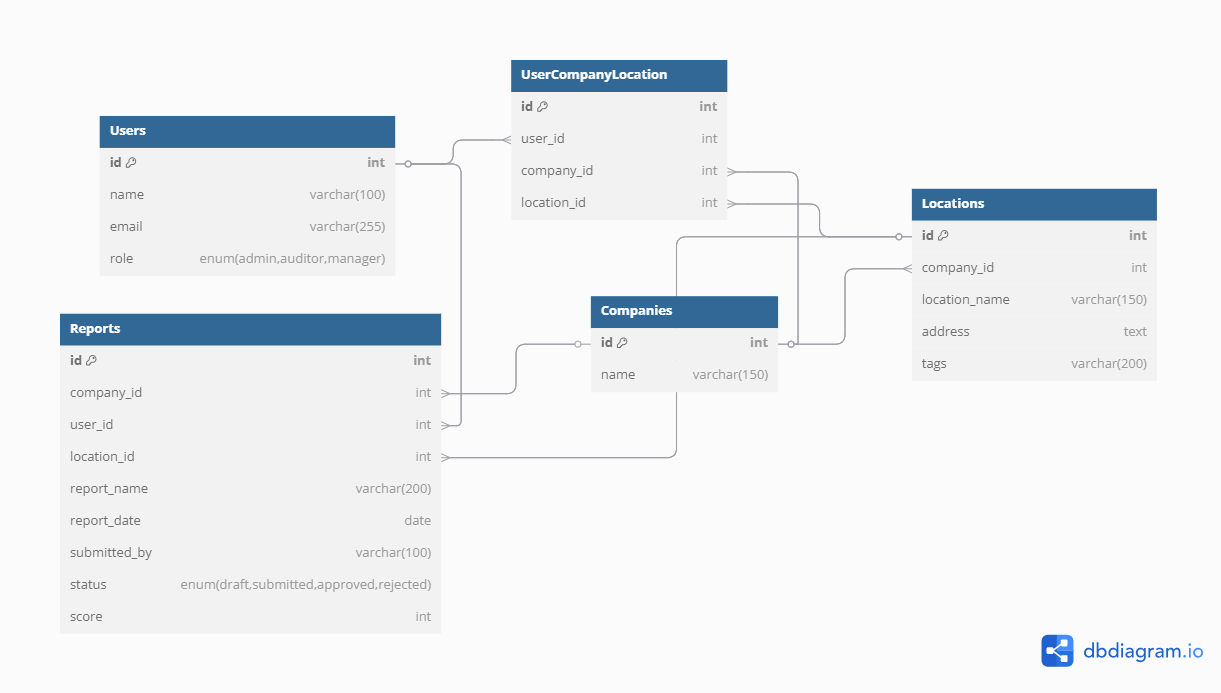 UserCompanyLocation
id int
user_id int
company_id int
location_id int
Users
id int
name varchar(100)
email varchar(255)
role enum(admin,auditor,manager)
Locations
id int
company_id int
location_name varchar(150)
address text
tags varchar(200)
Companies
id int
name varchar(150)
Reports
id int
company_id int
user_id int
location_id int
report_name varchar(200)
report_date date
submitted_by varchar(100)
status enum(draft,submitted,approved,rejected)
score int
dbdiagram.io